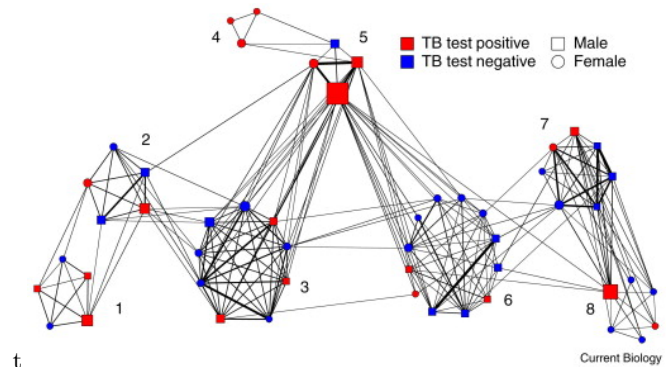 4
5
TB test positive
Male
TB test negative
Female
2
7
3
1
6
8
t
Current Biology